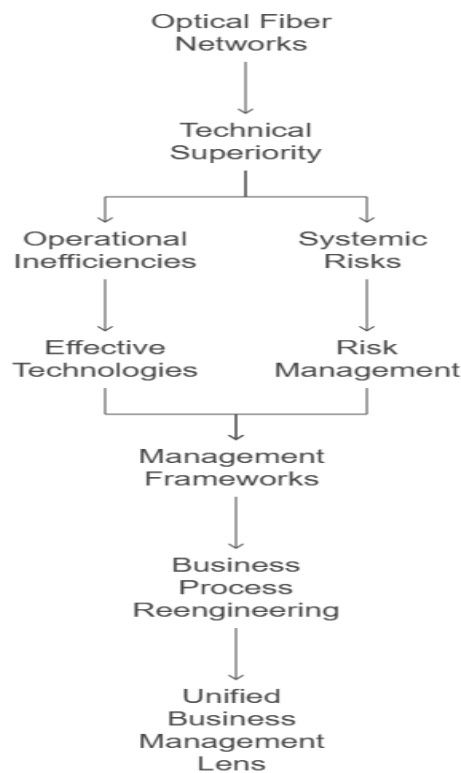 Optical Fiber
Networks
Technical
Superiority
Operational
Inefficiencies
Systemic
Risks
Effective
Technologies
Risk
Management
Management
Frameworks
Business
Process
Reengineering
Unified
Business
Management
Lens